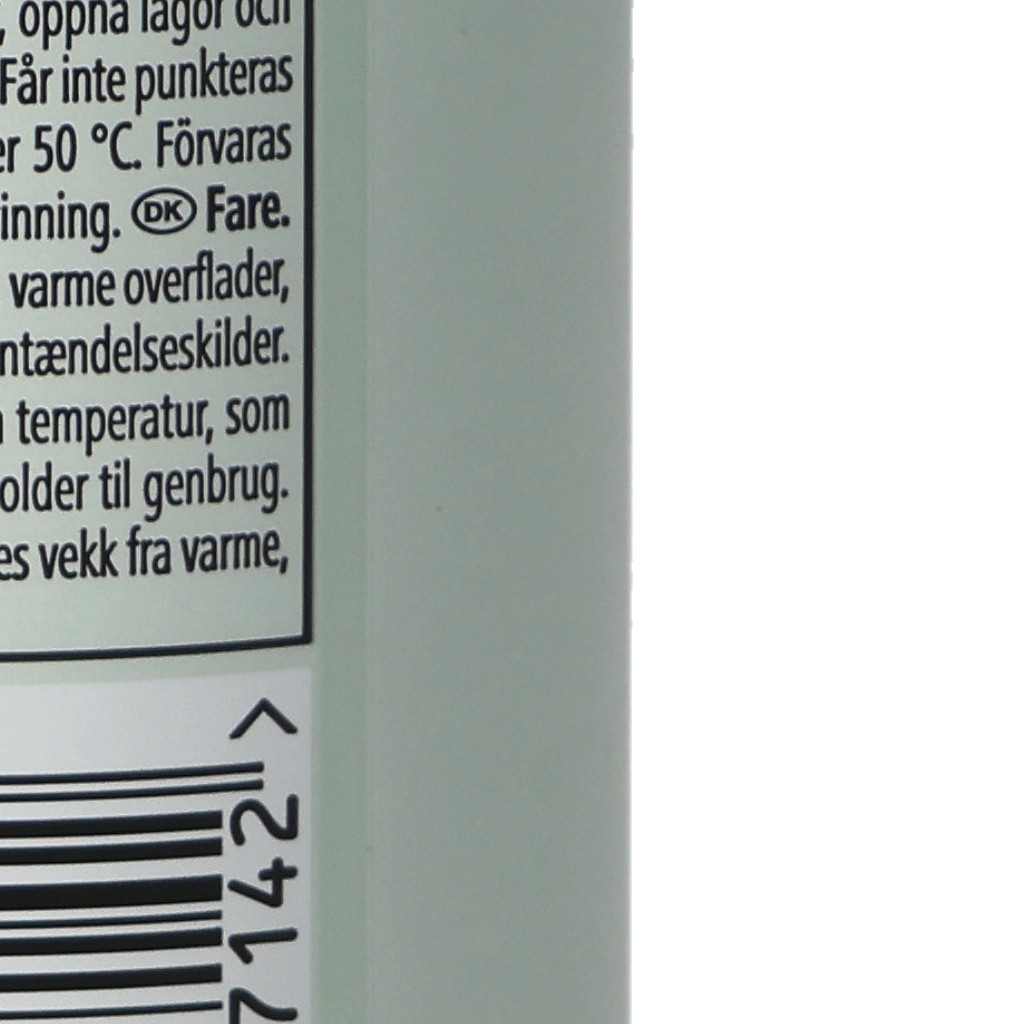 , öppna lågor och
Får inte punkteras
er 50 °C. Förvaras
inning. DK Fare.
varme overflader,
ntændelseskilder.
temperatur, som
older til genbrug.
es vekk fra varme,
7142 >